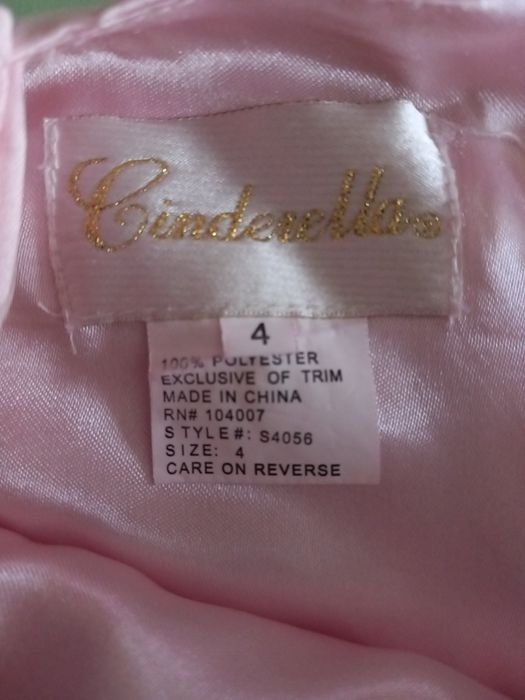 Cinderella®
4
100% POLYESTER
EXCLUSIVE OF TRIM
MADE IN CHINA
RN# 104007
STYLE#: S4056
SIZE: 4
CARE ON REVERSE